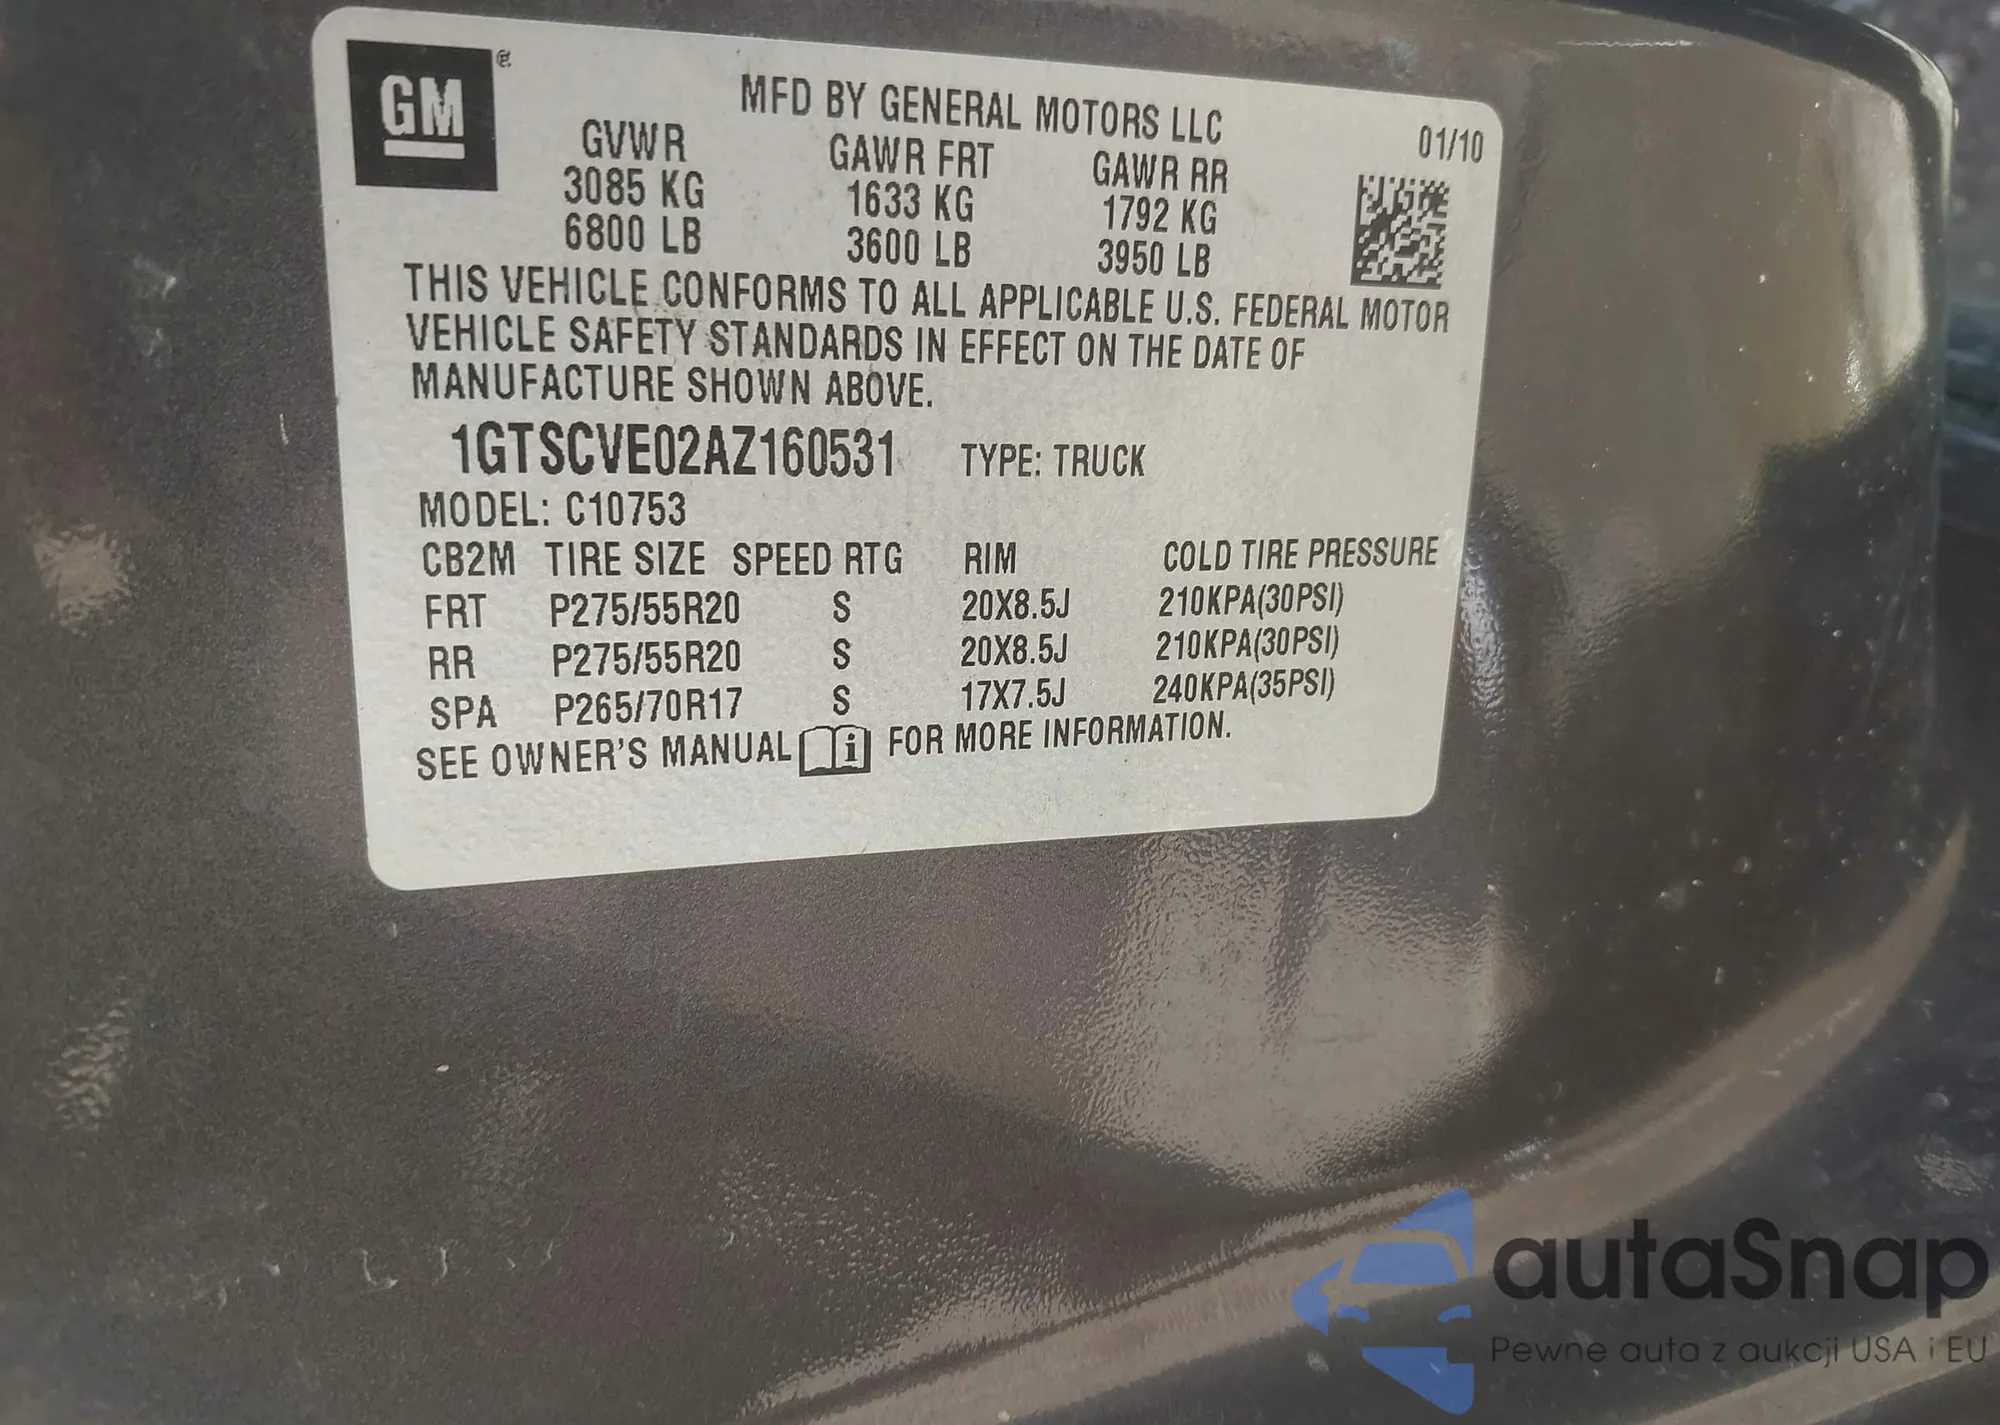 GM®
MFD BY GENERAL MOTORS LLC
01/10
GVWR GAWR FRT GAWR RR
3085 KG 1633 KG 1792 KG
6800 LB 3600 LB 3950 LB
THIS VEHICLE CONFORMS TO ALL APPLICABLE U.S. FEDERAL MOTOR
VEHICLE SAFETY STANDARDS IN EFFECT ON THE DATE OF
MANUFACTURE SHOWN ABOVE.
1GTSCVE02AZ160531 TYPE: TRUCK
MODEL: C10753
CB2M TIRE SIZE SPEED RTG RIM COLD TIRE PRESSURE
FRT P275/55R20 S 20X8.5J 210KPA(30PSI)
RR P275/55R20 S 20X8.5J 210KPA(30PSI)
SPA P265/70R17 S 17X7.5J 240KPA(35PSI)
SEE OWNER'S MANUAL i FOR MORE INFORMATION.
autaSnap
Pewne auta z aukcji USA i EU